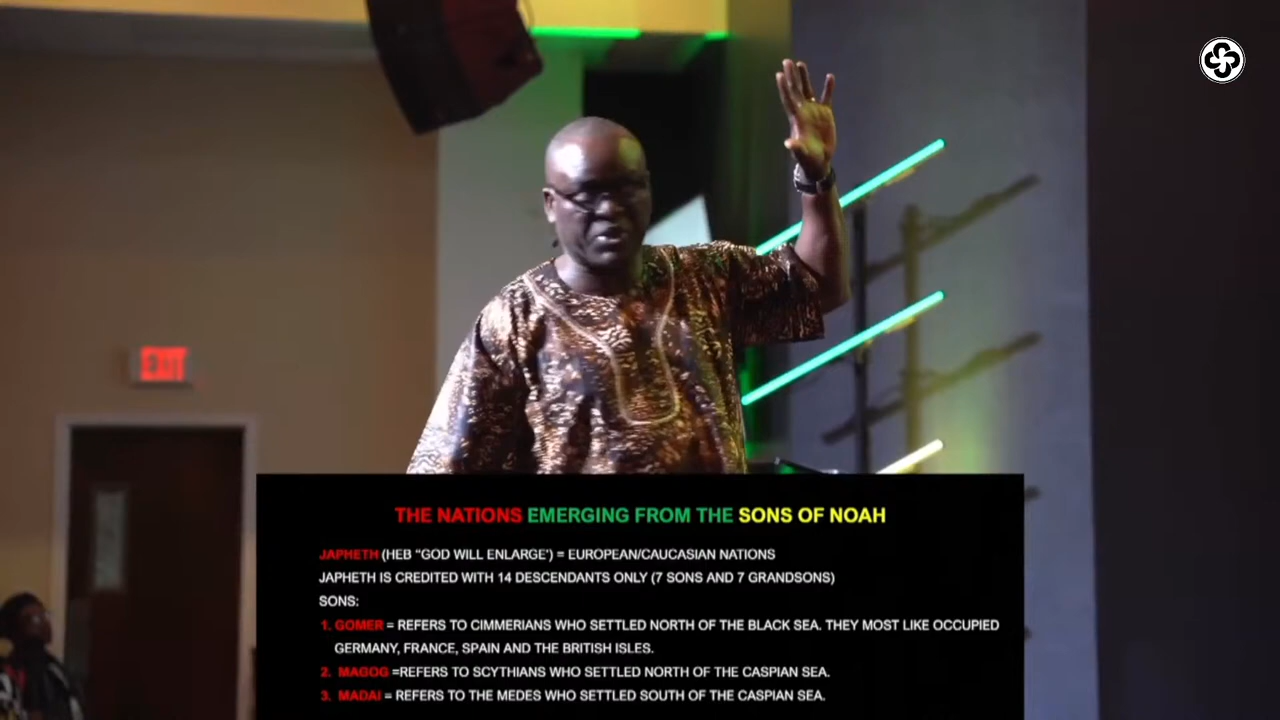 EXIT
THE NATIONS EMERGING FROM THE SONS OF NOAH
JAPHETH (HEB "GOD WILL ENLARGE') = EUROPEAN/CAUCASIAN NATIONS
JAPHETH IS CREDITED WITH 14 DESCENDANTS ONLY (7 SONS AND 7 GRANDSONS)
SONS:
1. GOMER = REFERS TO CIMMERIANS WHO SETTLED NORTH OF THE BLACK SEA. THEY MOST LIKE OCCUPIED
GERMANY, FRANCE, SPAIN AND THE BRITISH ISLES.
2. MAGOG =REFERS TO SCYTHIANS WHO SETTLED NORTH OF THE CASPIAN SEA.
3. MADAI = REFERS TO THE MEDES WHO SETTLED SOUTH OF THE CASPIAN SEA.